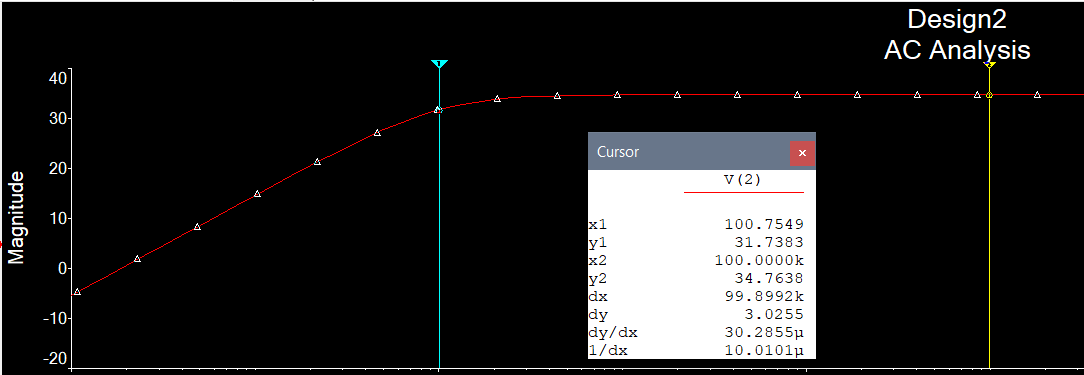 Design2
AC Analysis
1
40
30
20
10
0
-10
-20
Magnitude
Cursor
×
V(2)
x1 100.7549
y1 31.7383
x2 100.0000k
y2 34.7638
dx 99.8992k
dy 3.0255
dy/dx 30.2855µ
1/dx 10.0101µ